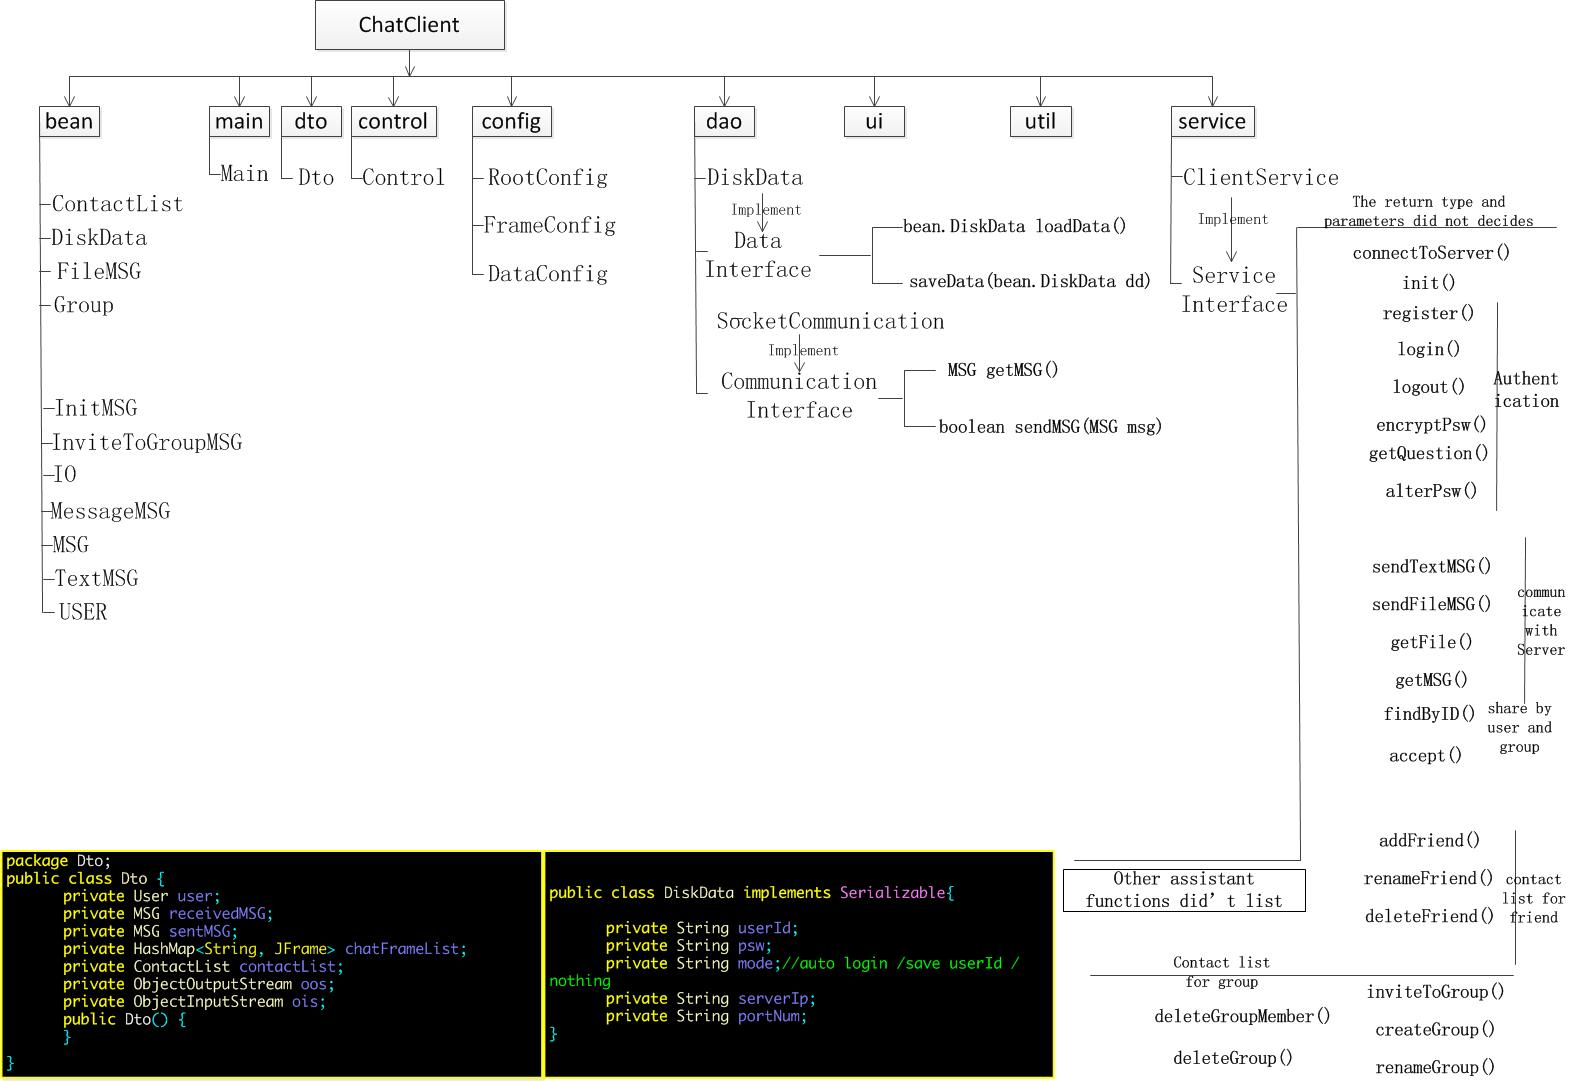 ChatClient
bean
main
dto
control
config
dao
ui
util
service
ContactList
DiskData
FileMSG
Group
InitMSG
InviteToGroupMSG
IO
MessageMSG
MSG
TextMSG
USER
Main
Dto
Control
RootConfig
FrameConfig
DataConfig
DiskData
Implement
Data
Interface
bean.DiskData loadData()
saveData(bean.DiskData dd)
SocketCommunication
Implement
Communication
Interface
MSG getMSG()
boolean sendMSG(MSG msg)
ClientService
Implement
Service
Interface
The return type and
parameters did not decides
connectToServer()
init()
register()
login()
logout()
encryptPsw()
getQuestion()
alterPsw()
Authent
ication
sendTextMSG()
sendFileMSG()
getFile()
getMSG()
commun
icate
with
Server
findByID()
accept()
share by
user and
group
addFriend()
renameFriend()
deleteFriend()
contact
list for
friend
Contact list
for group
inviteToGroup()
deleteGroupMember()
createGroup()
deleteGroup()
renameGroup()
Other assistant
functions did’t list
package Dto;
public class Dto {
private User user;
private MSG receivedMSG;
private MSG sentMSG;
private HashMap<String, JFrame> chatFrameList;
private ContactList contactList;
private ObjectOutputStream oos;
private ObjectInputStream ois;
public Dto() {
}
}
public class DiskData implements Serializable{
private String userId;
private String psw;
private String mode;//auto login /save userId /
nothing
private String serverIp;
private String portNum;
}